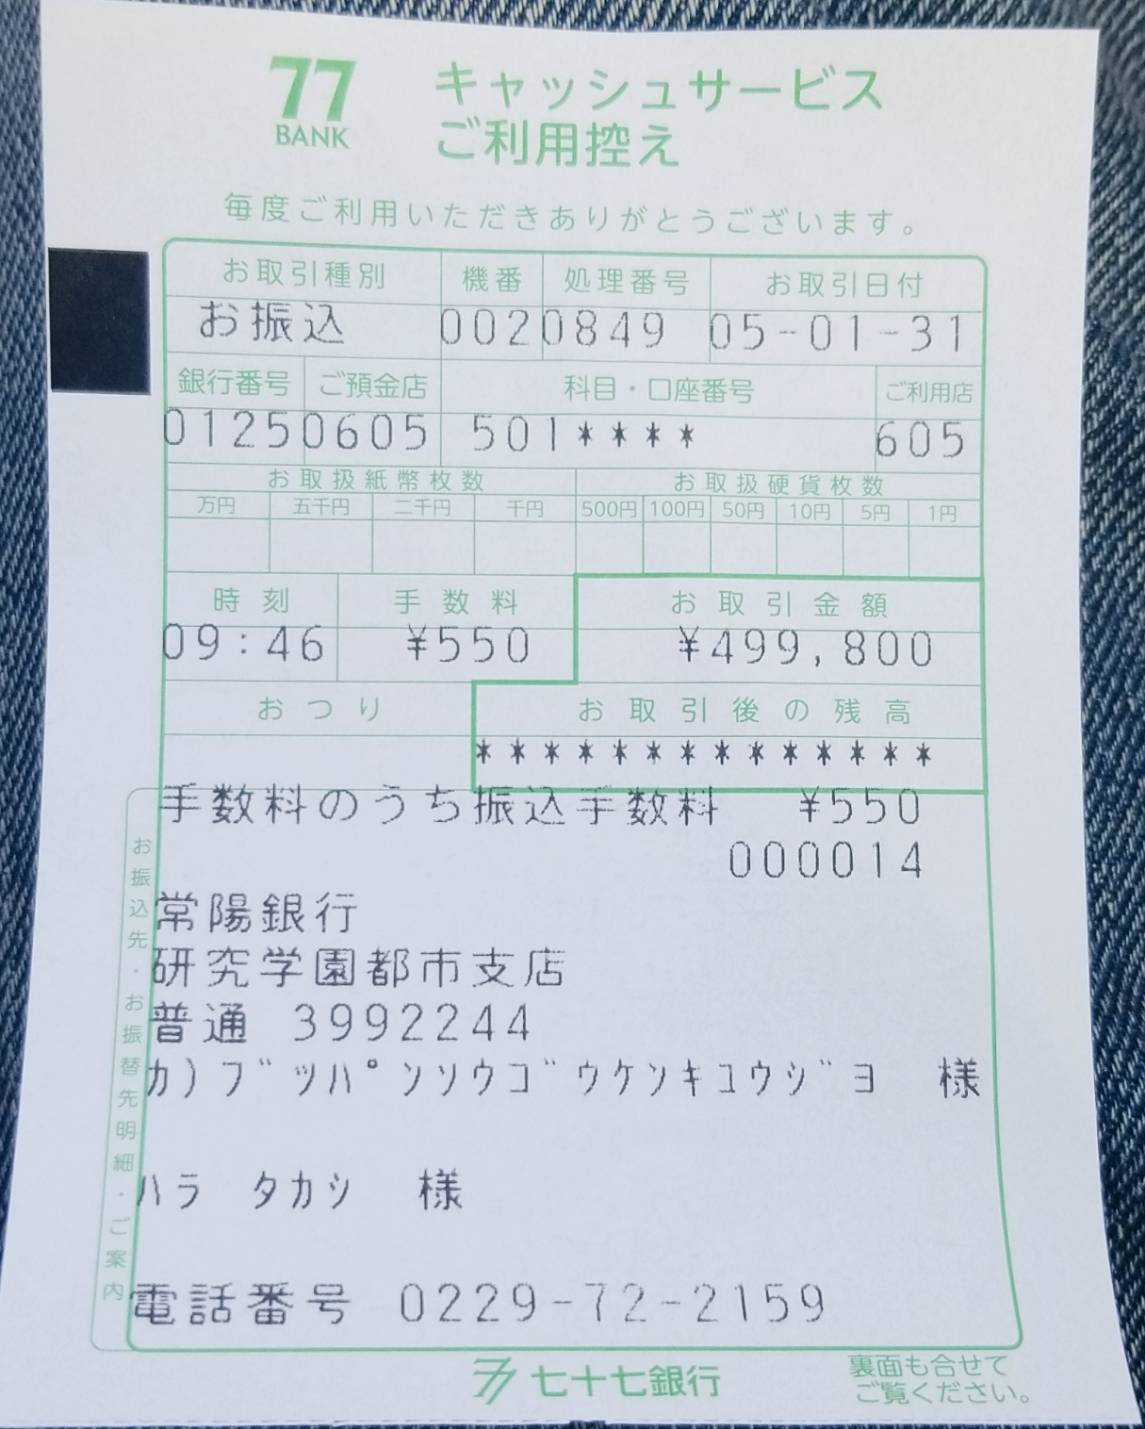 77 キャッシュサービス
BANK ご利用控え
毎度ご利用いただきありがとうございます。
お取引種別 機番 処理番号 お取引日付
お振込 002 0849 05-01-31
銀行番号 ご預金店 科目・口座番号 ご利用店
0125 0605 501**** 605
お取扱紙幣枚数 お取扱硬貨枚数
万円 五千円 二千円 千円 500円 100円 50円 10円 5円 1円
時刻 手数料 お取引金額
09:46 ¥550 ¥499,800
おつり お取引後の残高
**************
手数料のうち振込手数料 ¥550
000014
お振込先・お振替先明細・ご案内
常陽銀行
研究学園都市支店
普通 3992244
カ)ブツパンソウゴウケンキュウジヨ 様
ハラ タカシ 様
電話番号 0229-72-2159
七十七銀行
裏面も合せて
ご覧ください。